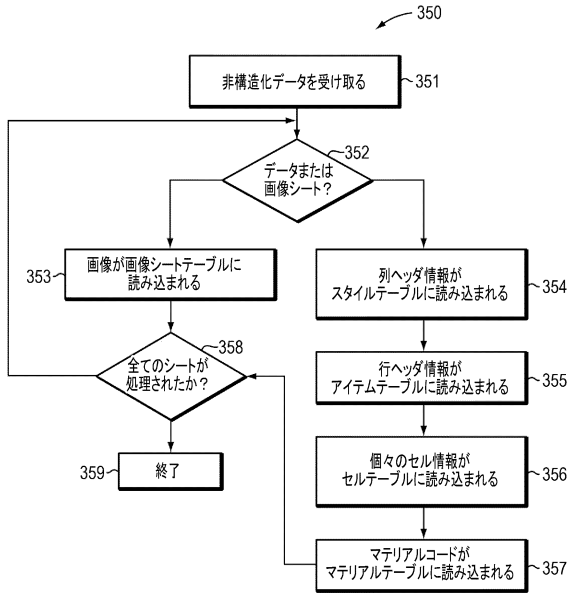 350
非構造化データを受け取る
351
データまたは
画像シート?
352
画像が画像シートテーブルに
読み込まれる
353
列ヘッダ情報が
スタイルテーブルに読み込まれる
354
全てのシートが
処理されたか?
358
行ヘッダ情報が
アイテムテーブルに読み込まれる
355
終了
359
個々のセル情報が
セルテーブルに読み込まれる
356
マテリアルコードが
マテリアルテーブルに読み込まれる
357